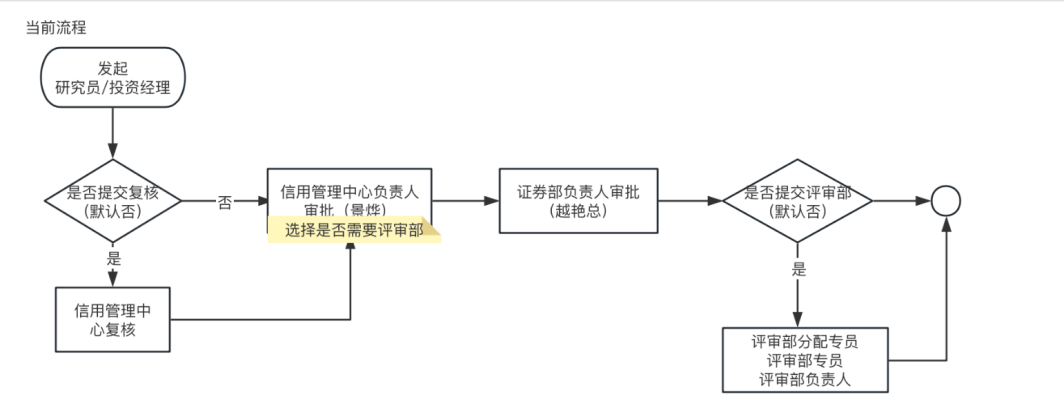 当前流程
发起
研究员/投资经理
是否提交复核
(默认否)
否
是
信用管理中
心复核
信用管理中心负责人
审批（景烨）
选择是否需要评审部
证券部负责人审批
（越艳总）
是否提交评审部
(默认否)
是
评审部分配专员
评审部专员
评审部负责人